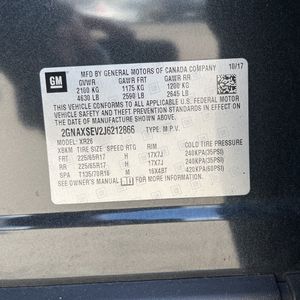 GM
MFD BY GENERAL MOTORS OF CANADA COMPANY 10/17
GVWR GAWR FRT GAWR RR
2100 KG 1175 KG 1200 KG
4630 LB 2590 LB 2645 LB
THIS VEHICLE CONFORMS TO ALL APPLICABLE U.S. FEDERAL MOTOR
VEHICLE SAFETY, BUMPER, AND THEFT PREVENTION STANDARDS
IN EFFECT ON THE DATE OF MANUFACTURE SHOWN ABOVE.
2GNAXSEV2J6212866 TYPE: M.P.V.
MODEL: XR26
XBKM TIRE SIZE SPEED RTG RIM COLD TIRE PRESSURE
FRT 225/65R17 H 17X7J 240KPA(35PSI)
RR 225/65R17 H 17X7J 240KPA(35PSI)
SPA T135/70R16 M 16X4BT 420KPA(60PSI)
SEE OWNER'S MANUAL FOR ADDITIONAL INFORMATION.